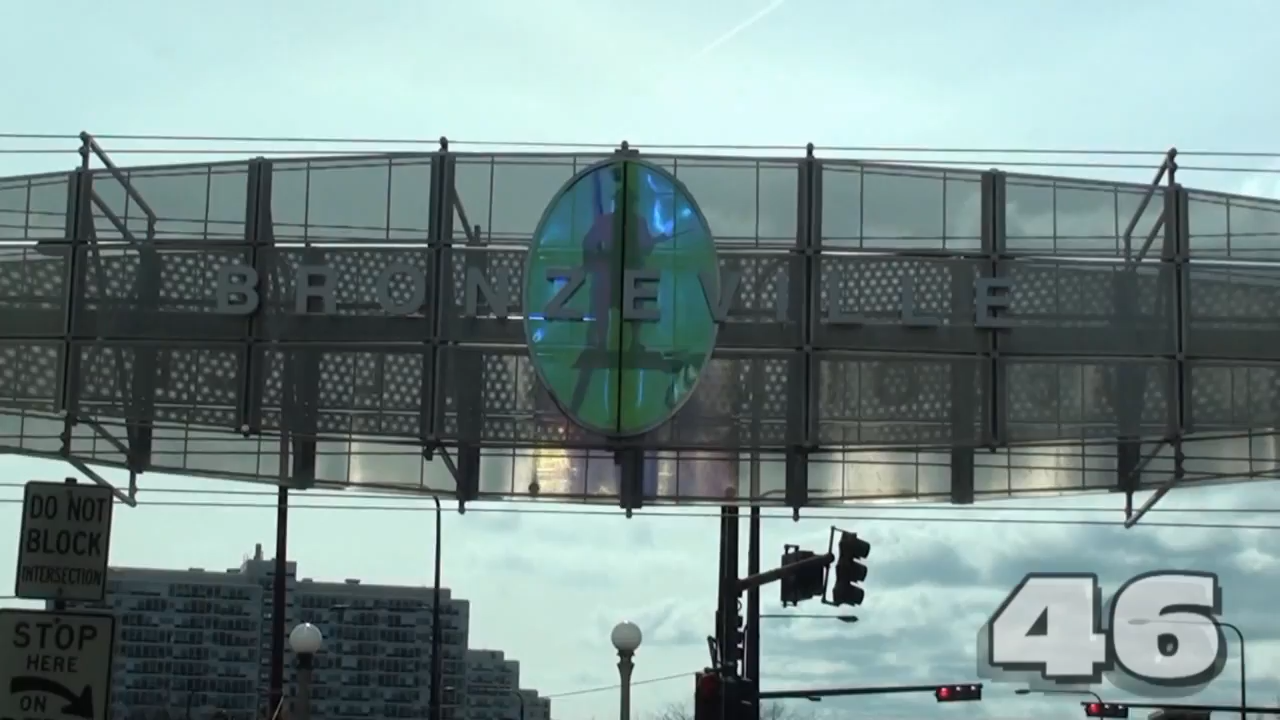 BRONZEVILLE
DO NOT
BLOCK
INTERSECTION
STOP
HERE
ON
46